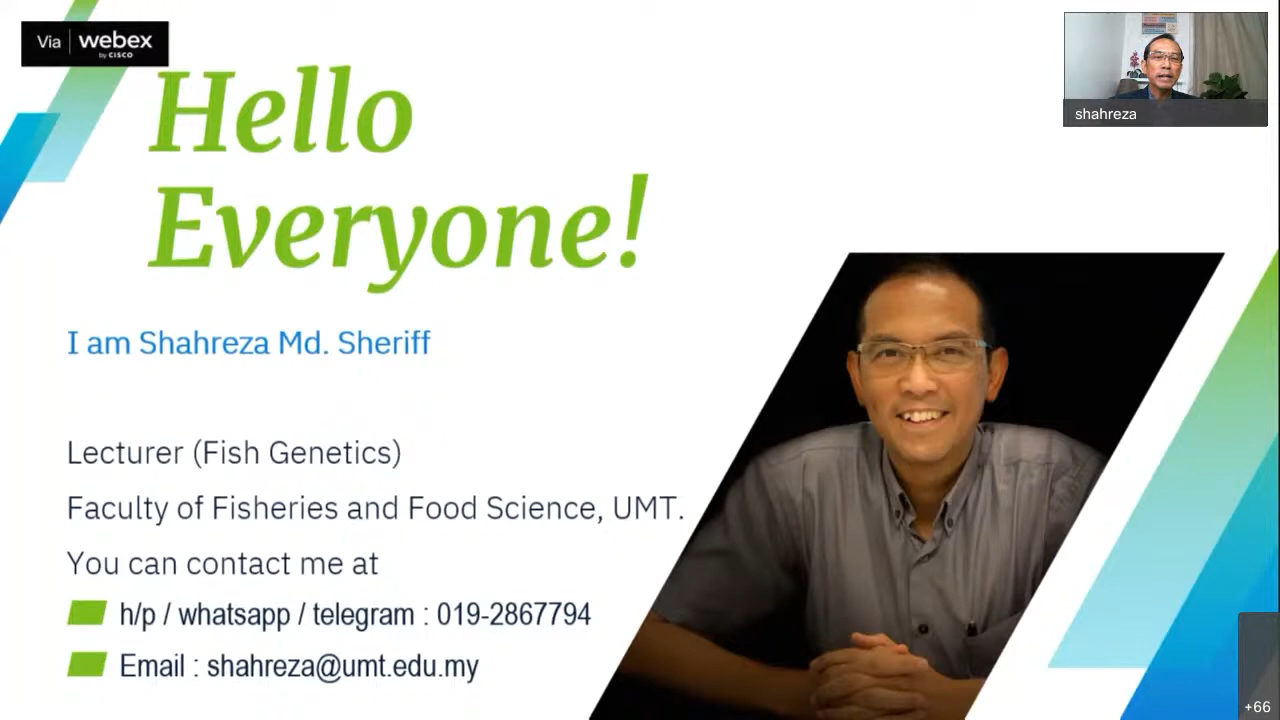 Via webex
by CISCO
Hello
Everyone!
I am Shahreza Md. Sheriff
Lecturer (Fish Genetics)
Faculty of Fisheries and Food Science, UMT.
You can contact me at
h/p / whatsapp / telegram : 019-2867794
Email : shahreza@umt.edu.my
shahreza
+66